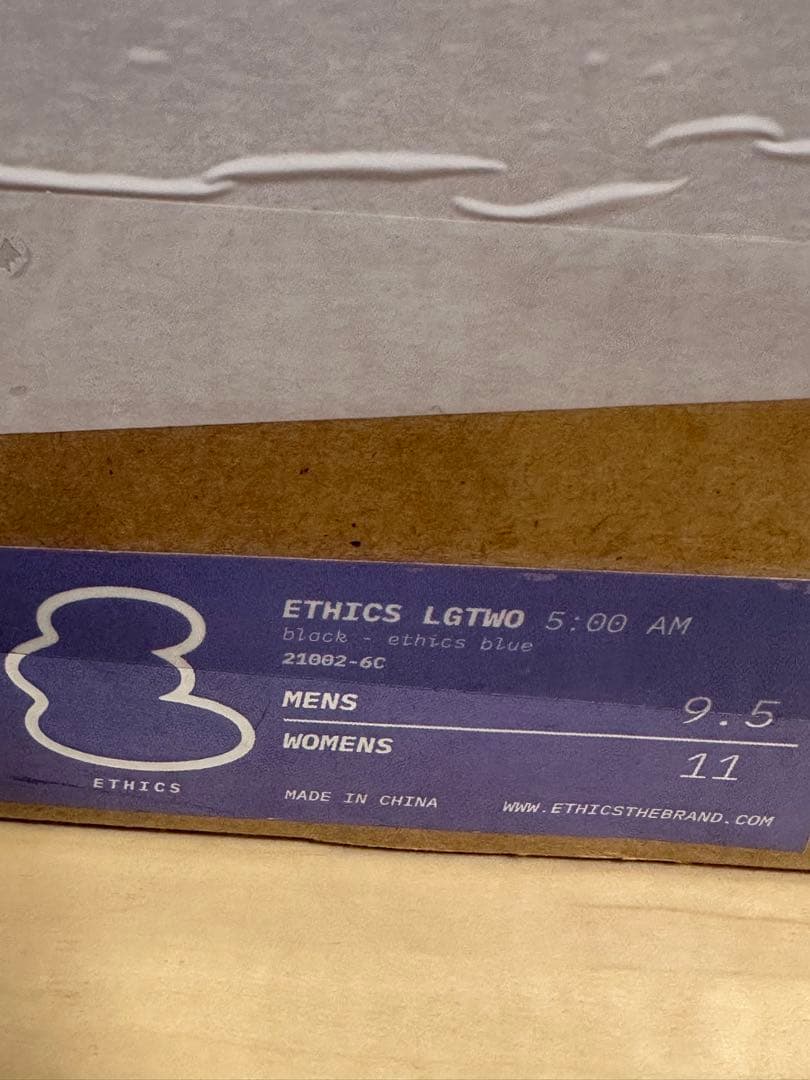 ETHICS LGTWO 5:00 AM
black - ethics blue
21002-6C
MENS 9.5
WOMENS 11
ETHICS
MADE IN CHINA WWW.ETHICSTHEBRAND.COM